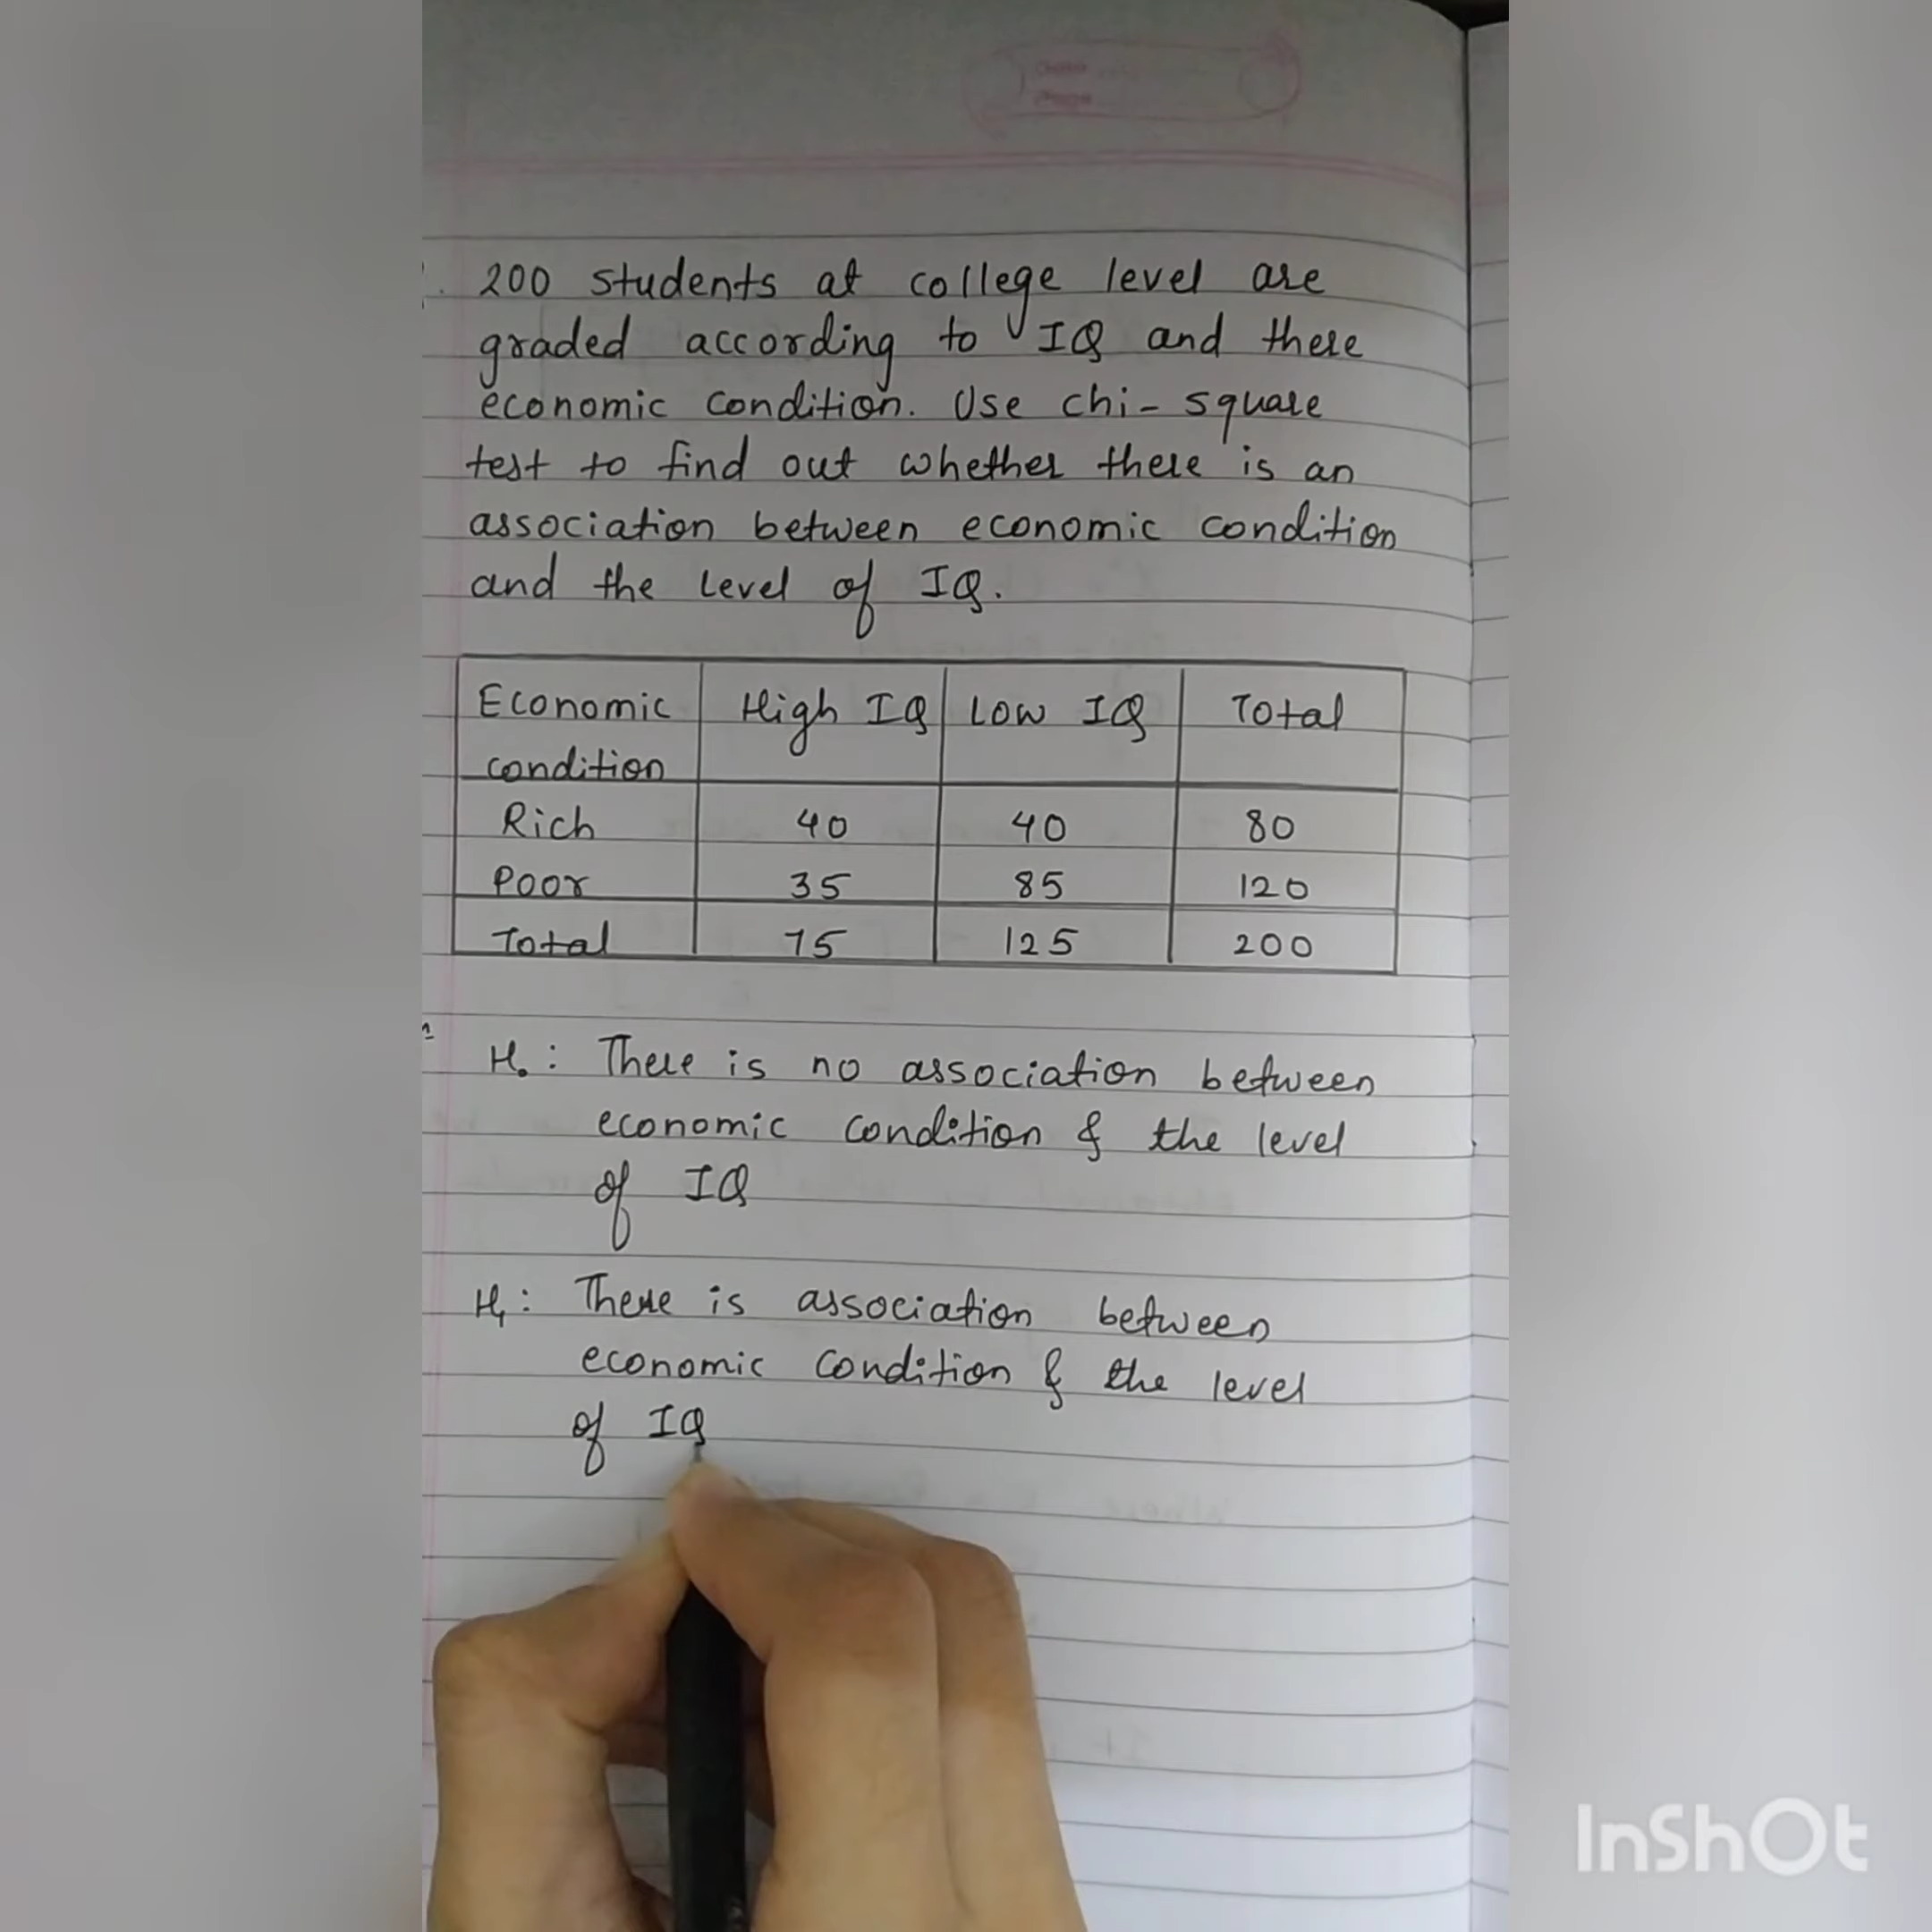 200 students at college level are
graded according to IQ and there
economic condition. Use chi-square
test to find out whether there is an
association between economic condition
and the level of IQ.
Economic condition High IQ Low IQ Total
Rich 40 40 80
Poor 35 85 120
Total 75 125 200
H₀: There is no association between
economic condition & the level
of IQ
H₁: There is association between
economic condition & the level
of IQ
InShOt